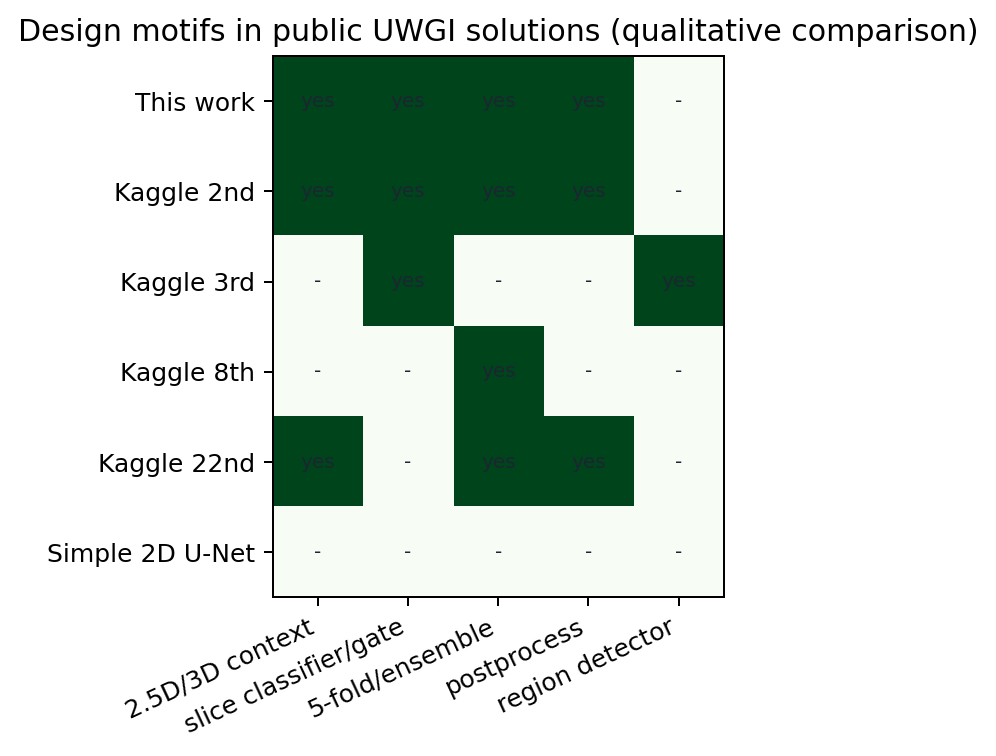 Design motifs in public UWGI solutions (qualitative comparison)
This work yes yes yes yes -
Kaggle 2nd yes yes yes yes -
Kaggle 3rd - yes - - yes
Kaggle 8th - - yes - -
Kaggle 22nd yes - yes yes -
Simple 2D U-Net - - - - -
2.5D/3D context
slice classifier/gate
5-fold/ensemble
postprocess
region detector